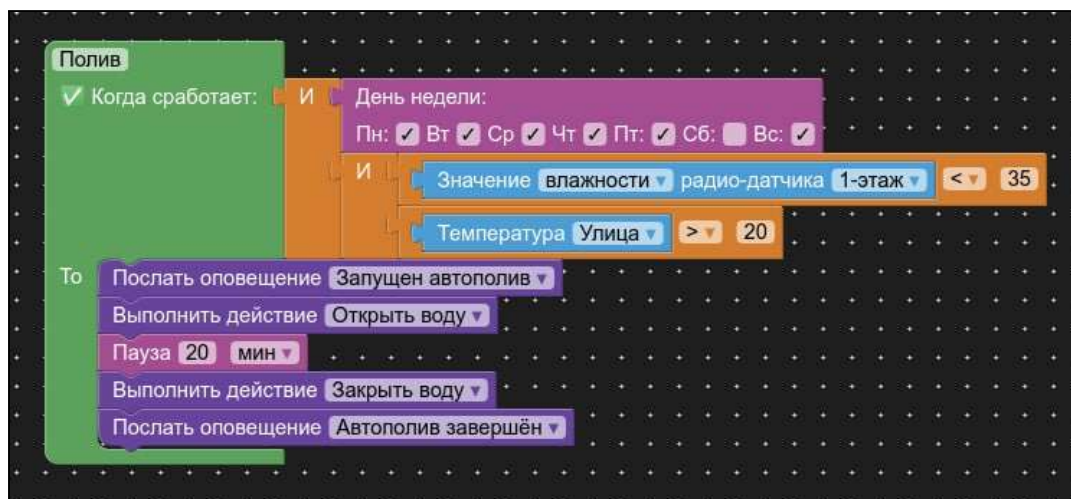 Полив
Когда сработает: И День недели:
Пн: Вт Ср Чт Пт: Сб: Вс:
И Значение влажности радио-датчика 1-этаж < 35
Температура Улица > 20
То Послать оповещение Запущен автополив
Выполнить действие Открыть воду
Пауза 20 мин
Выполнить действие Закрыть воду
Послать оповещение Автополив завершён